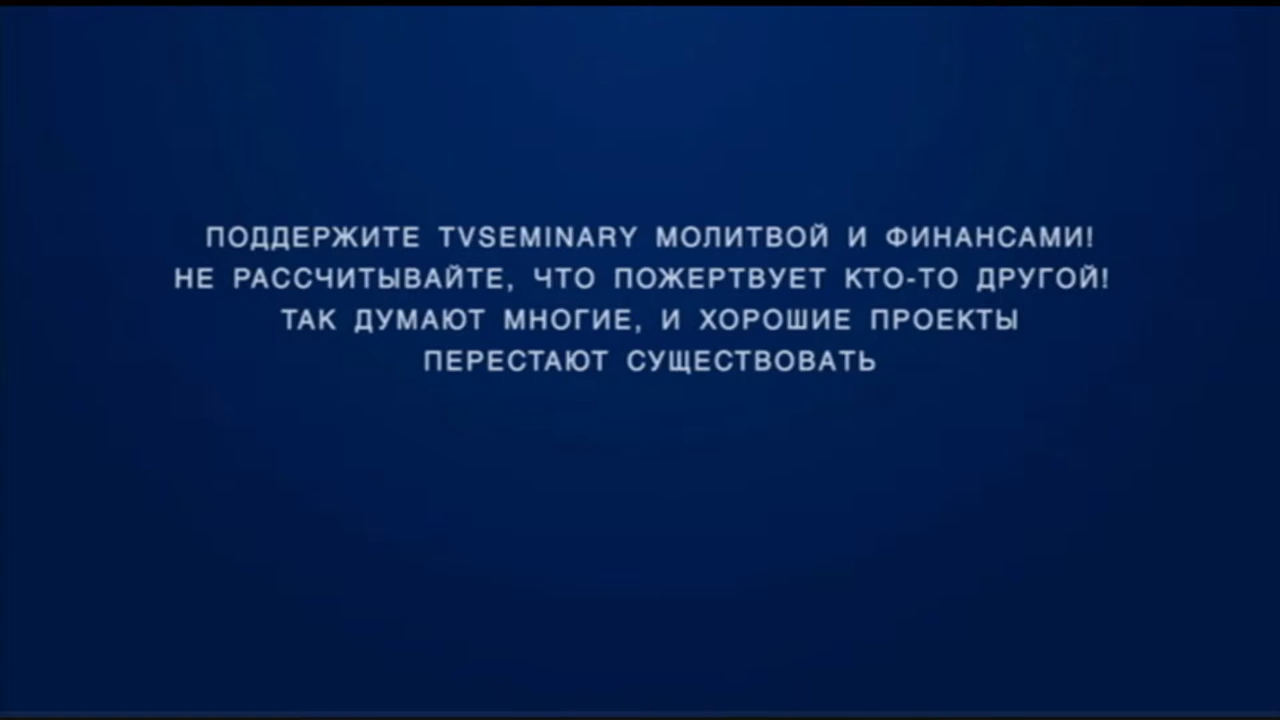 ПОДДЕРЖИТЕ TVSEMINARY МОЛИТВОЙ И ФИНАНСАМИ!
НЕ РАССЧИТЫВАЙТЕ, ЧТО ПОЖЕРТВУЕТ КТО-ТО ДРУГОЙ!
ТАК ДУМАЮТ МНОГИЕ, И ХОРОШИЕ ПРОЕКТЫ
ПЕРЕСТАЮТ СУЩЕСТВОВАТЬ